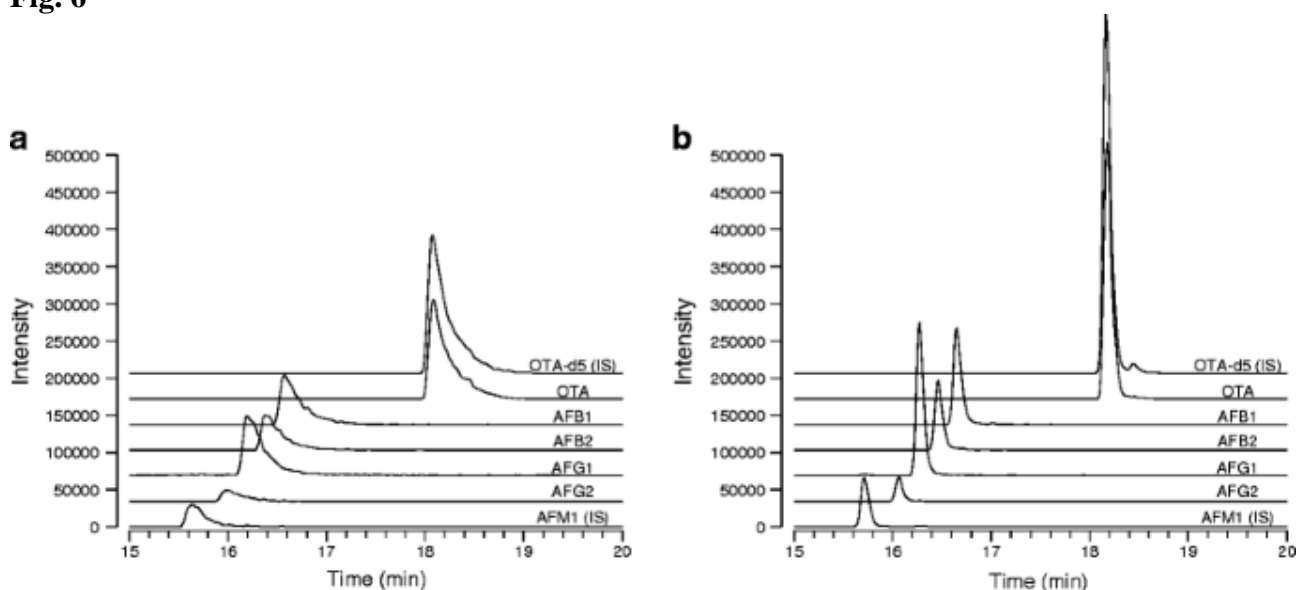 Fig. 6
a
500000
450000
400000
350000
300000
250000
200000
150000
100000
50000
0
Intensity
OTA-d5 (IS)
OTA
AFB1
AFB2
AFG1
AFG2
AFM1 (IS)
15 16 17 18 19 20
Time (min)
b
500000
450000
400000
350000
300000
250000
200000
150000
100000
50000
0
Intensity
OTA-d5 (IS)
OTA
AFB1
AFB2
AFG1
AFG2
AFM1 (IS)
15 16 17 18 19 20
Time (min)